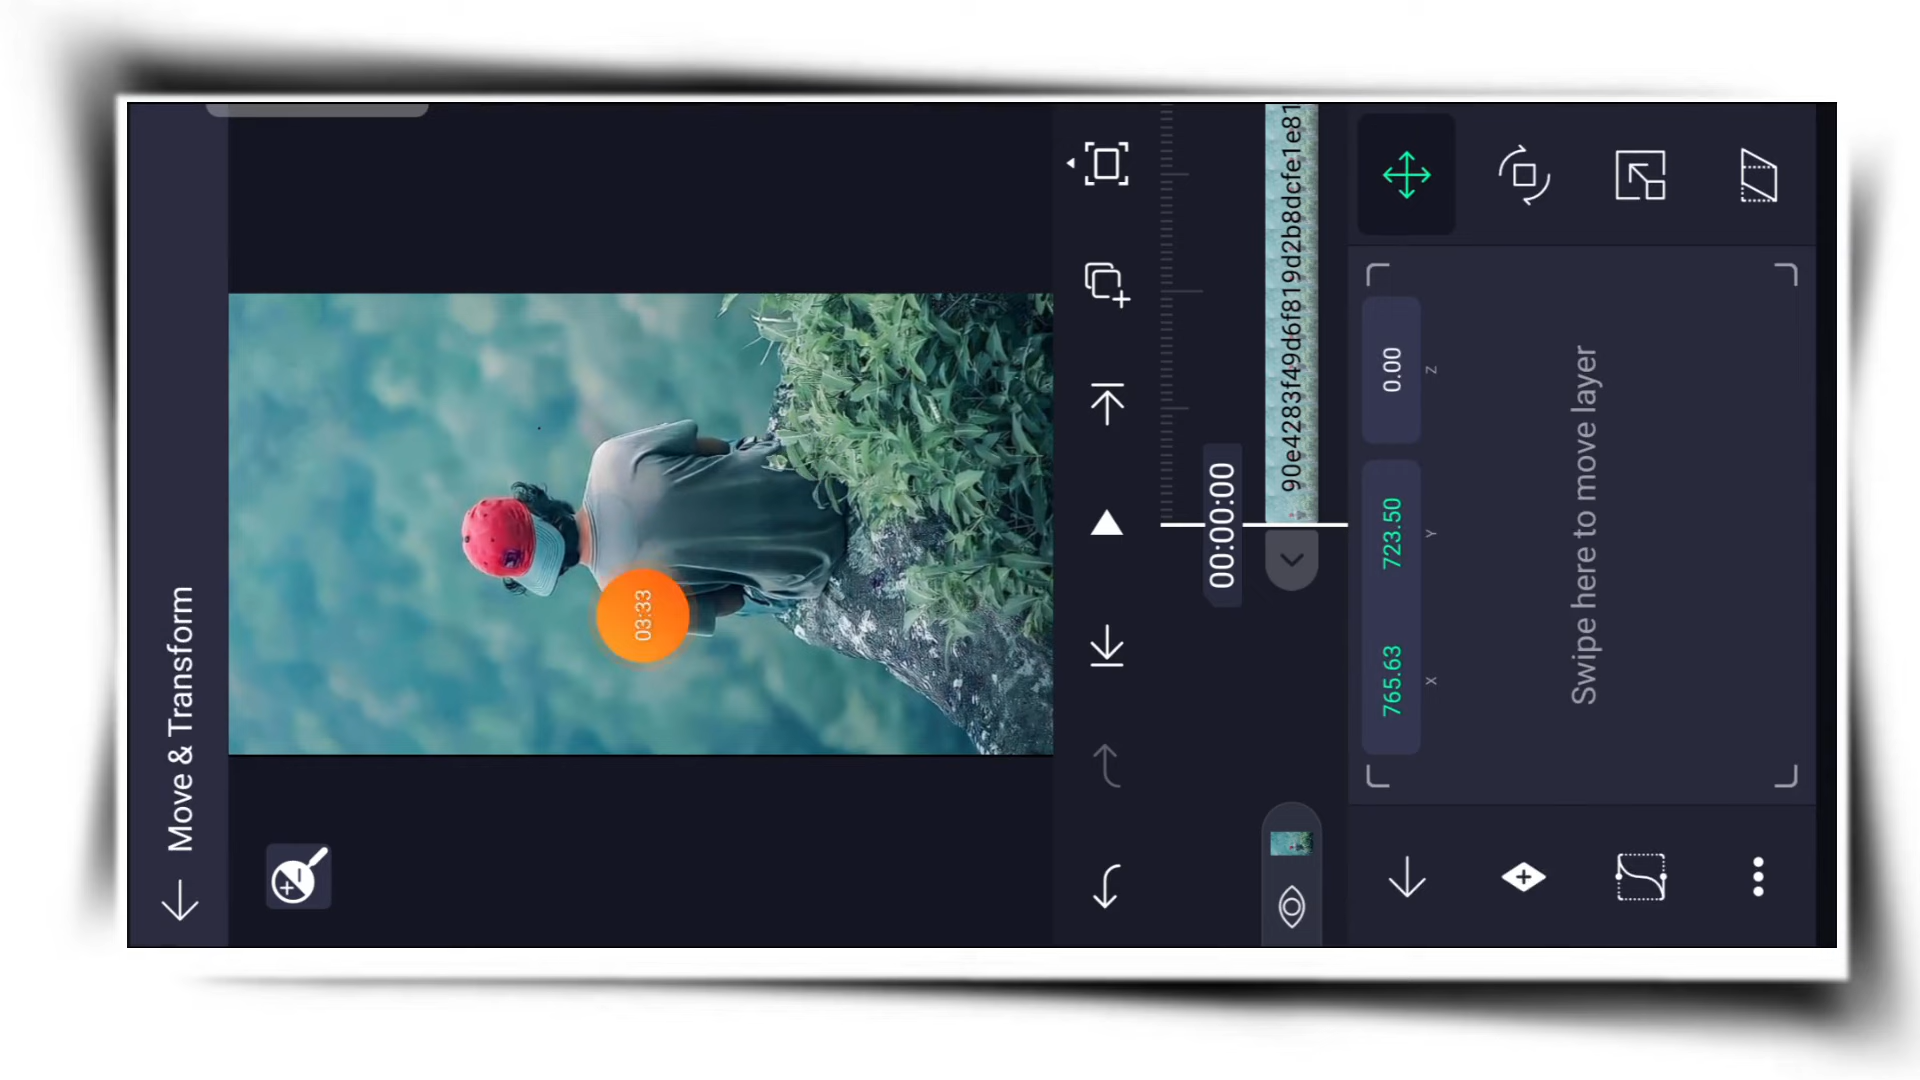 Move & Transform
03:33
00:00:00
90e4283f49d6f819d2b8dcfe1e81
765.63
723.50
0.00
X
Y
Z
Swipe here to move layer